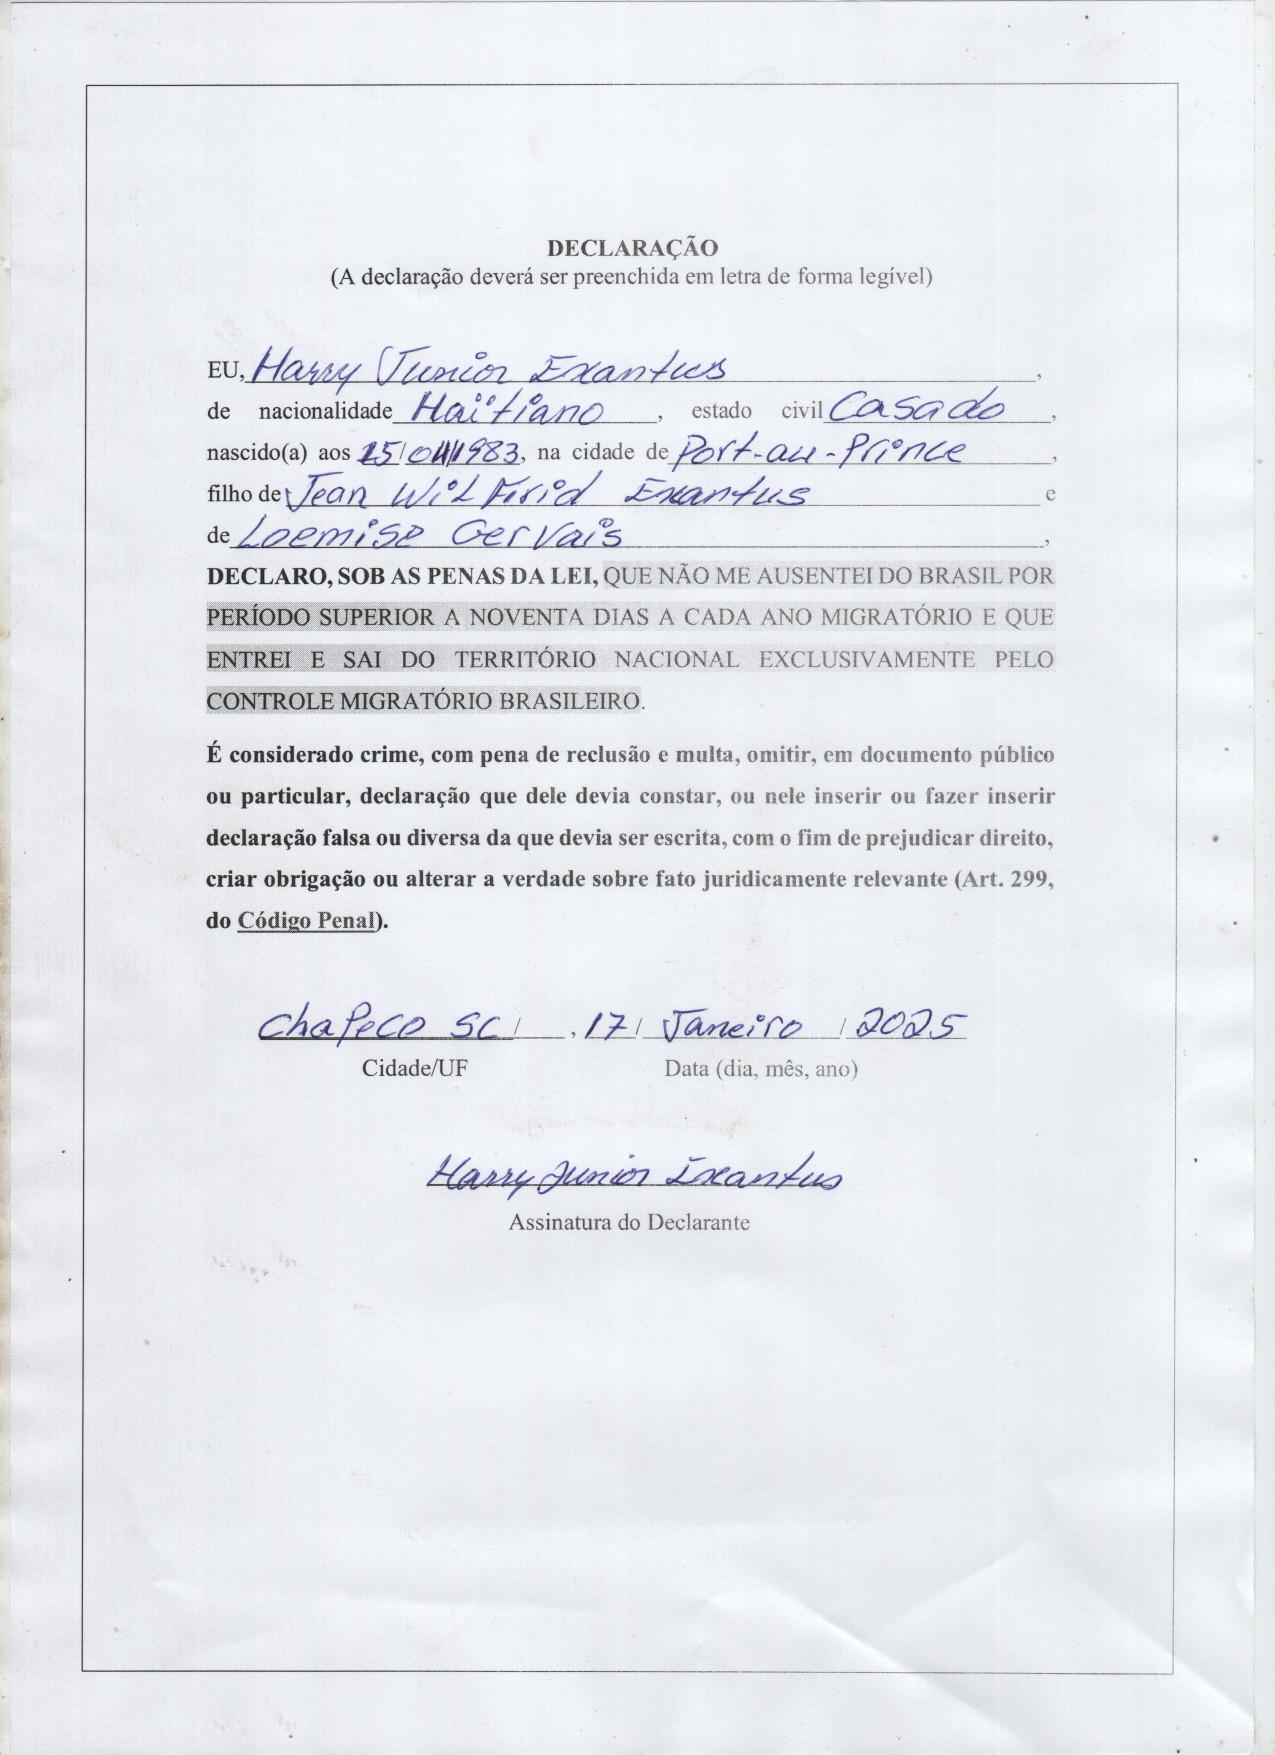 DECLARAÇÃO
(A declaração deverá ser preenchida em letra de forma legível)
EU, Harry Junior Exantus,
de nacionalidade Haïtiano, estado civil Casado,
nascido(a) aos 15/ /1983, na cidade de Port-au-Prince,
filho de Jean Wilfirid Exantus e
de Loemise Gervais,
DECLARO, SOB AS PENAS DA LEI, QUE NÃO ME AUSENTEI DO BRASIL POR
PERÍODO SUPERIOR A NOVENTA DIAS A CADA ANO MIGRATÓRIO E QUE
ENTREI E SAI DO TERRITÓRIO NACIONAL EXCLUSIVAMENTE PELO
CONTROLE MIGRATÓRIO BRASILEIRO.
É considerado crime, com pena de reclusão e multa, omitir, em documento público
ou particular, declaração que dele devia constar, ou nele inserir ou fazer inserir
declaração falsa ou diversa da que devia ser escrita, com o fim de prejudicar direito,
criar obrigação ou alterar a verdade sobre fato juridicamente relevante (Art. 299,
do Código Penal).
Chapeco SC / , 17 / Janeiro / 2025
Cidade/UF Data (dia, mês, ano)
Harry Junior Exantus
Assinatura do Declarante